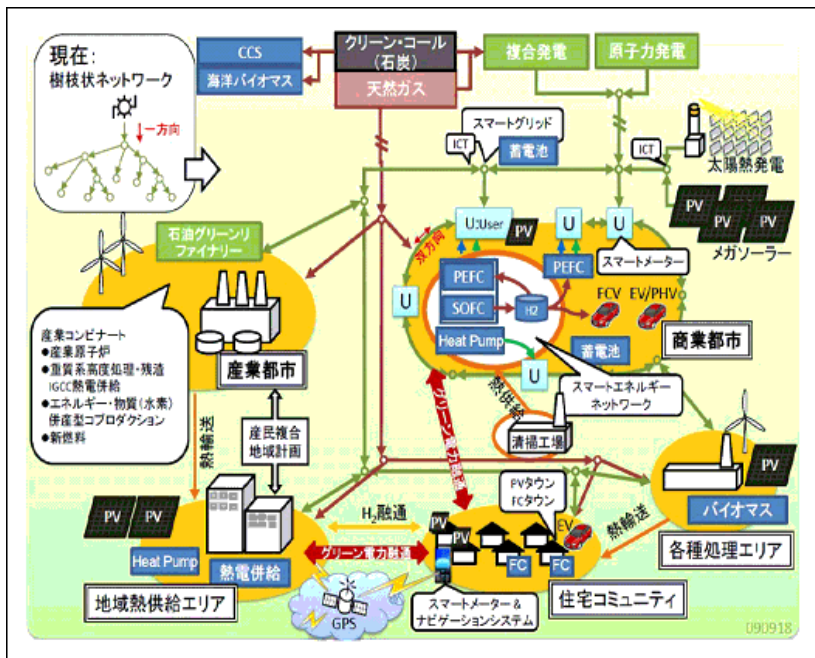 現在:
樹枝状ネットワーク
一方向
CCS
海洋バイオマス
クリーン・コール
(石炭)
天然ガス
複合発電
原子力発電
スマートグリッド
ICT
蓄電池
ICT
太陽熱発電
PV
PV
PV
メガソーラー
石油グリーンリ
ファイナリー
双方向
U:User
PV
U
U
スマートメーター
PEFC
PEFC
SOFC
H2
Heat Pump
U
U
FCV
EV/PHV
蓄電池
商業都市
スマートエネルギー
ネットワーク
産業コンビナート
●産業原子炉
●重質系高度処理・残渣
IGCC熱電併給
●エネルギー・物質(水素)
併産型コプロダクション
●新燃料
産業都市
熱輸送
産民複合
地域計画
グリーン電力融通
熱供給
清掃工場
PV
バイオマス
各種処理エリア
熱輸送
PVタウン
FCタウン
EV
PV
PV
FC
FC
住宅コミュニティ
H2融通
グリーン電力融通
PV
PV
Heat Pump
熱電併給
地域熱供給エリア
GPS
スマートメーター &
ナビゲーションシステム
090918